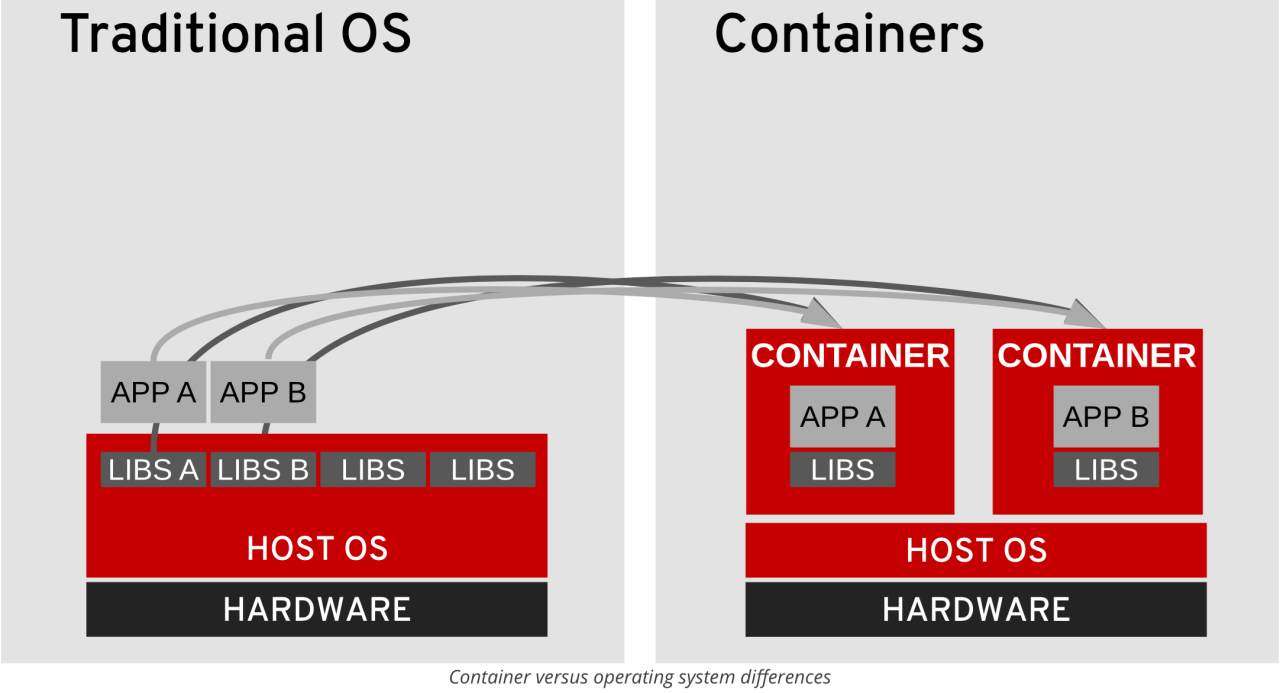 Traditional OS
Containers
APP A
APP B
LIBS A
LIBS B
LIBS
LIBS
HOST OS
HARDWARE
CONTAINER
APP A
LIBS
CONTAINER
APP B
LIBS
HOST OS
HARDWARE
Container versus operating system differences